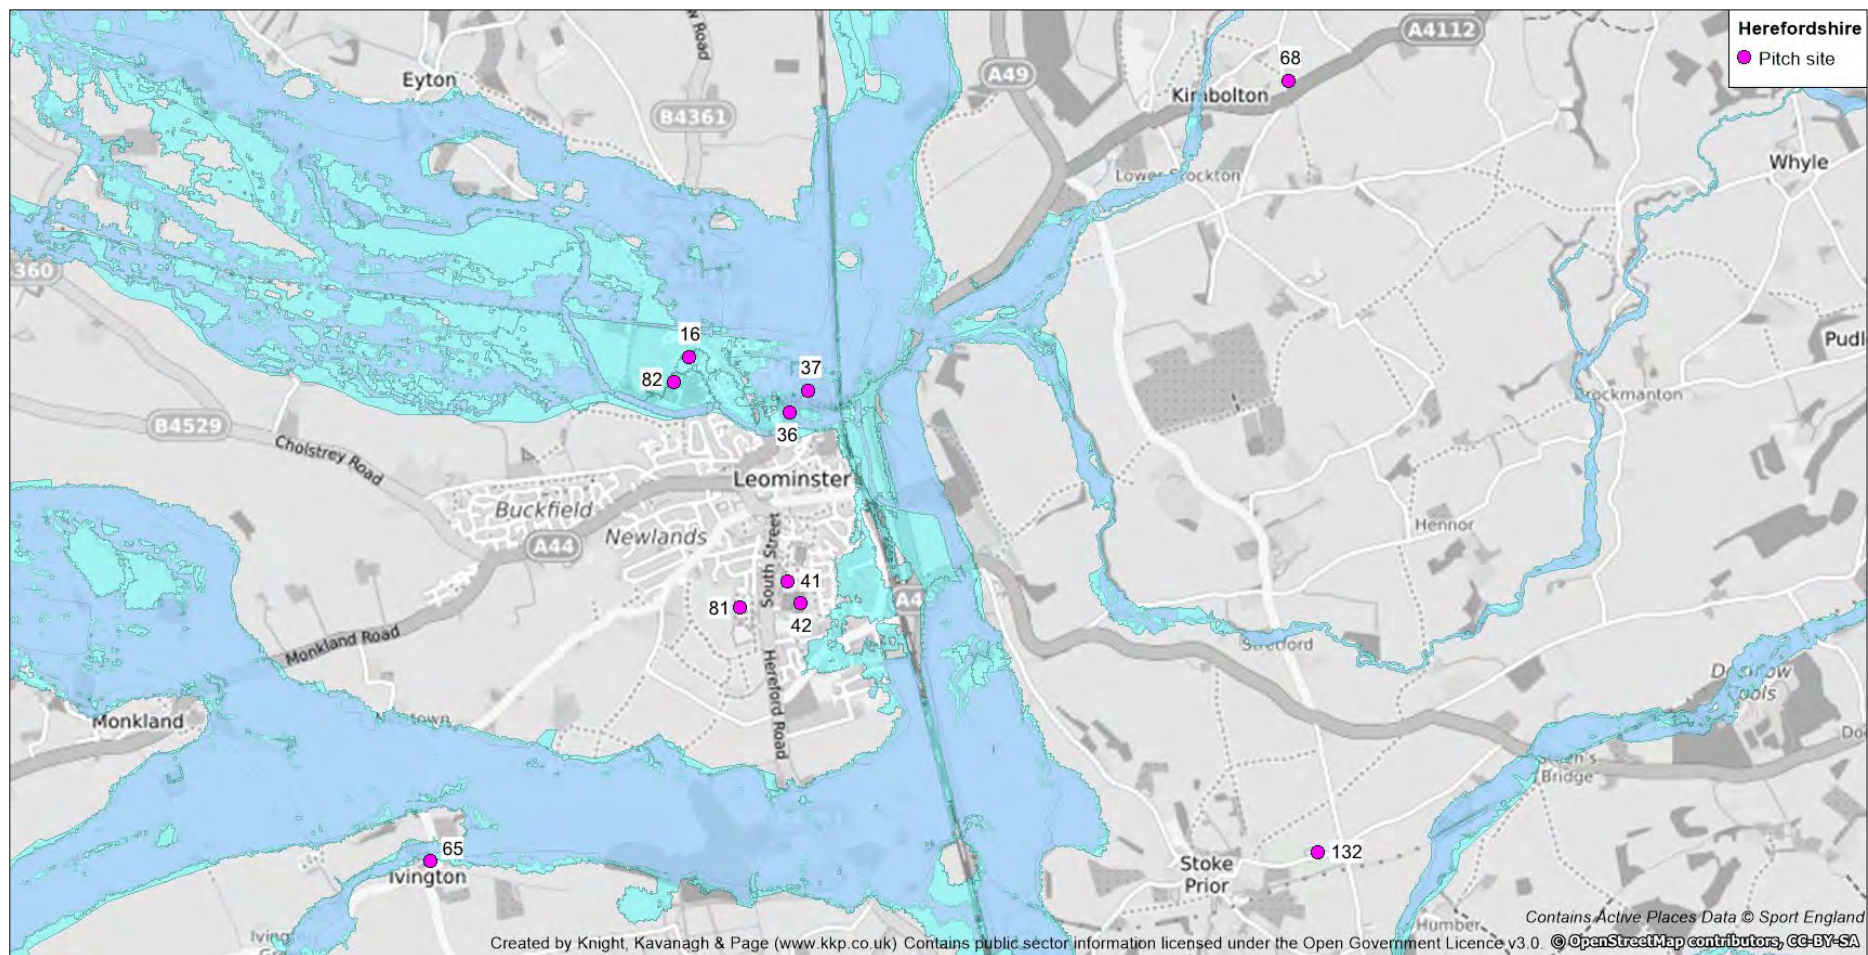 Herefordshire
Pitch site
A4112
A49
68
Eyton
Kimbolton
B4361
Whyle
Lower Stockton
360
16
82
37
36
B4529
Cholstrey Road
Leominster
Buckfield
Newlands
A44
South Street
Hennor
41
81
42
A4
Monkland Road
Stretford
Hereford Road
Monkland
65
Ivington
132
Stoke
Prior
Bridge
Humber
Contains Active Places Data © Sport England
Created by Knight, Kavanagh & Page (www.kkp.co.uk) Contains public sector information licensed under the Open Government Licence v3.0. © OpenStreetMap contributors, CC-BY-SA